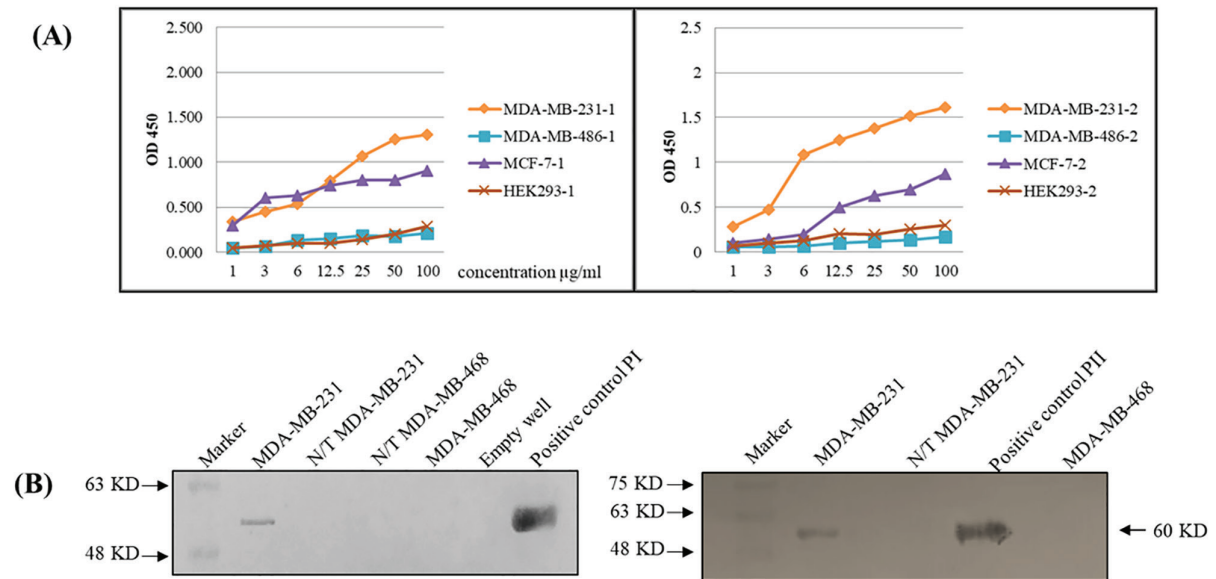 (A)
2.500
2.000
1.500
1.000
0.500
0.000
OD 450
1 3 6 12.5 25 50 100
concentration µg/ml
MDA-MB-231-1
MDA-MB-486-1
MCF-7-1
HEK293-1
2.5
2
1.5
1
0.5
0
OD 450
1 3 6 12.5 25 50 100
MDA-MB-231-2
MDA-MB-486-2
MCF-7-2
HEK293-2
(B)
Marker
MDA-MB-231
N/T MDA-MB-231
N/T MDA-MB-468
MDA-MB-468
Empty well
Positive control PI
63 KD
48 KD
Marker
MDA-MB-231
N/T MDA-MB-231
Positive control PII
MDA-MB-468
75 KD
63 KD
48 KD
60 KD